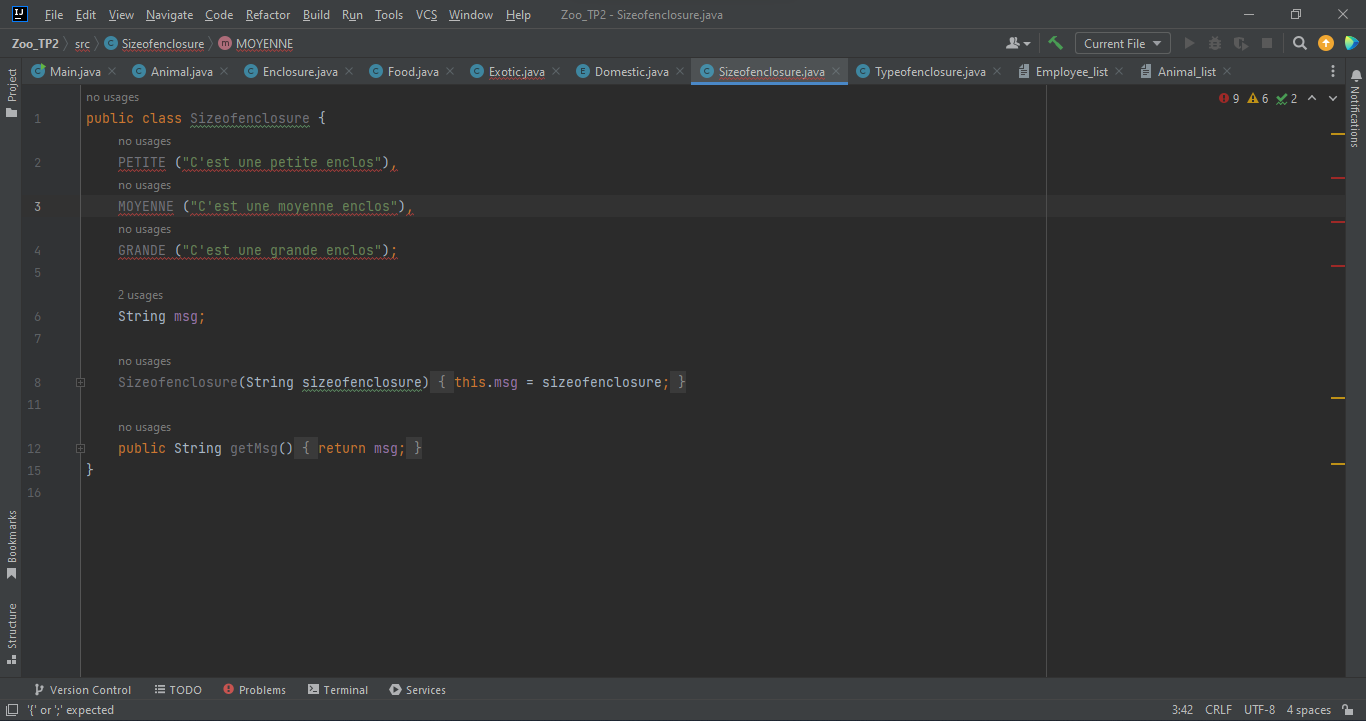 IJ File Edit View Navigate Code Refactor Build Run Tools VCS Window Help Zoo_TP2 - Sizeofenclosure.java
Zoo_TP2 src C Sizeofenclosure m MOYENNE Current File
C Main.java C Animal.java C Enclosure.java C Food.java C Exotic.java E Domestic.java C Sizeofenclosure.java C Typeofenclosure.java Employee_list Animal_list
Project
Notifications
no usages 9 6 2
1 public class Sizeofenclosure {
no usages
2 PETITE ("C'est une petite enclos"),
no usages
3 MOYENNE ("C'est une moyenne enclos"),
no usages
4 GRANDE ("C'est une grande enclos");
5
2 usages
6 String msg;
7
no usages
8 Sizeofenclosure(String sizeofenclosure) { this.msg = sizeofenclosure; }
11
no usages
12 public String getMsg() { return msg; }
15 }
16
Bookmarks
Structure
Version Control TODO Problems Terminal Services
'{' or ';' expected 3:42 CRLF UTF-8 4 spaces